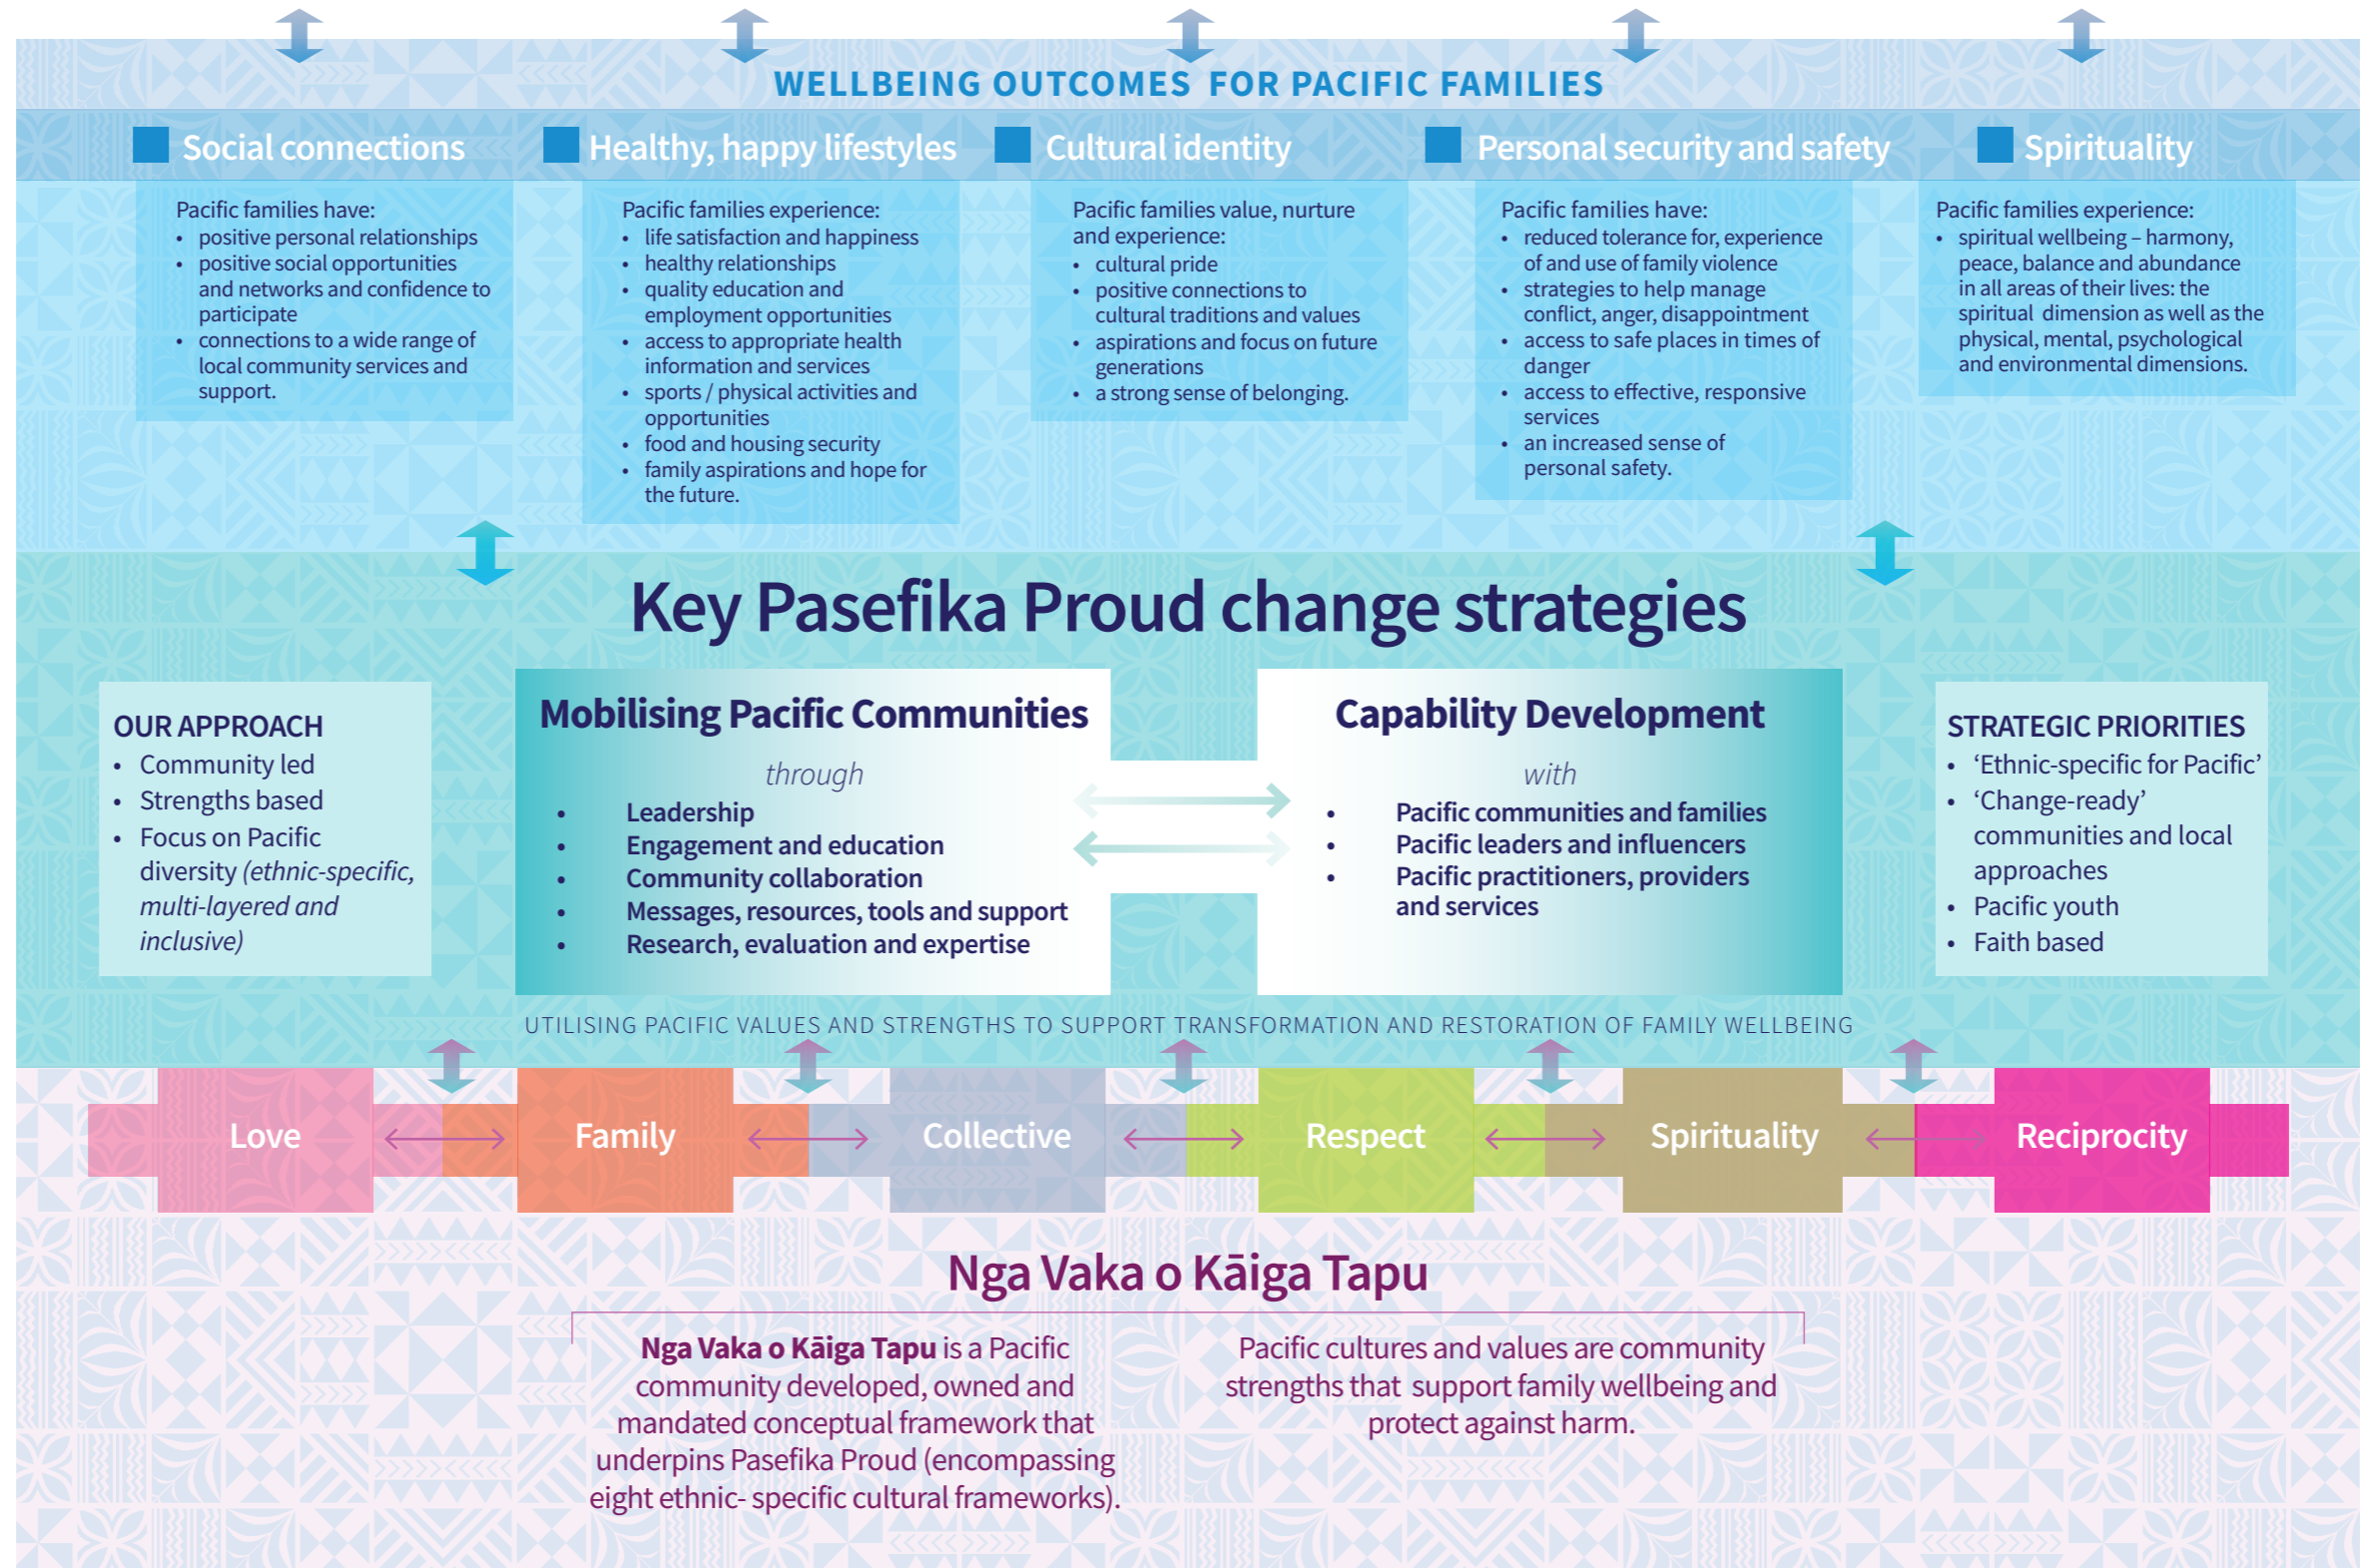 WELLBEING OUTCOMES FOR PACIFIC FAMILIES
Social connections
Pacific families have:
• positive personal relationships
• positive social opportunities
and networks and confidence to
participate
• connections to a wide range of
local community services and
support.
Healthy, happy lifestyles
Pacific families experience:
• life satisfaction and happiness
• healthy relationships
• quality education and
employment opportunities
• access to appropriate health
information and services
• sports / physical activities and
opportunities
• food and housing security
• family aspirations and hope for
the future.
Cultural identity
Pacific families value, nurture
and experience:
• cultural pride
• positive connections to
cultural traditions and values
• aspirations and focus on future
generations
• a strong sense of belonging.
Personal security and safety
Pacific families have:
• reduced tolerance for, experience
of and use of family violence
• strategies to help manage
conflict, anger, disappointment
• access to safe places in times of
danger
• access to effective, responsive
services
• an increased sense of
personal safety.
Spirituality
Pacific families experience:
• spiritual wellbeing – harmony,
peace, balance and abundance
in all areas of their lives: the
spiritual dimension as well as the
physical, mental, psychological
and environmental dimensions.
Key Pasefika Proud change strategies
OUR APPROACH
• Community led
• Strengths based
• Focus on Pacific
diversity (ethnic-specific,
multi-layered and
inclusive)
Mobilising Pacific Communities
through
• Leadership
• Engagement and education
• Community collaboration
• Messages, resources, tools and support
• Research, evaluation and expertise
Capability Development
with
• Pacific communities and families
• Pacific leaders and influencers
• Pacific practitioners, providers
and services
STRATEGIC PRIORITIES
• ‘Ethnic-specific for Pacific’
• ‘Change-ready’
communities and local
approaches
• Pacific youth
• Faith based
UTILISING PACIFIC VALUES AND STRENGTHS TO SUPPORT TRANSFORMATION AND RESTORATION OF FAMILY WELLBEING
Love
Family
Collective
Respect
Spirituality
Reciprocity
Nga Vaka o Kāiga Tapu
Nga Vaka o Kāiga Tapu is a Pacific
community developed, owned and
mandated conceptual framework that
underpins Pasefika Proud (encompassing
eight ethnic- specific cultural frameworks).
Pacific cultures and values are community
strengths that support family wellbeing and
protect against harm.